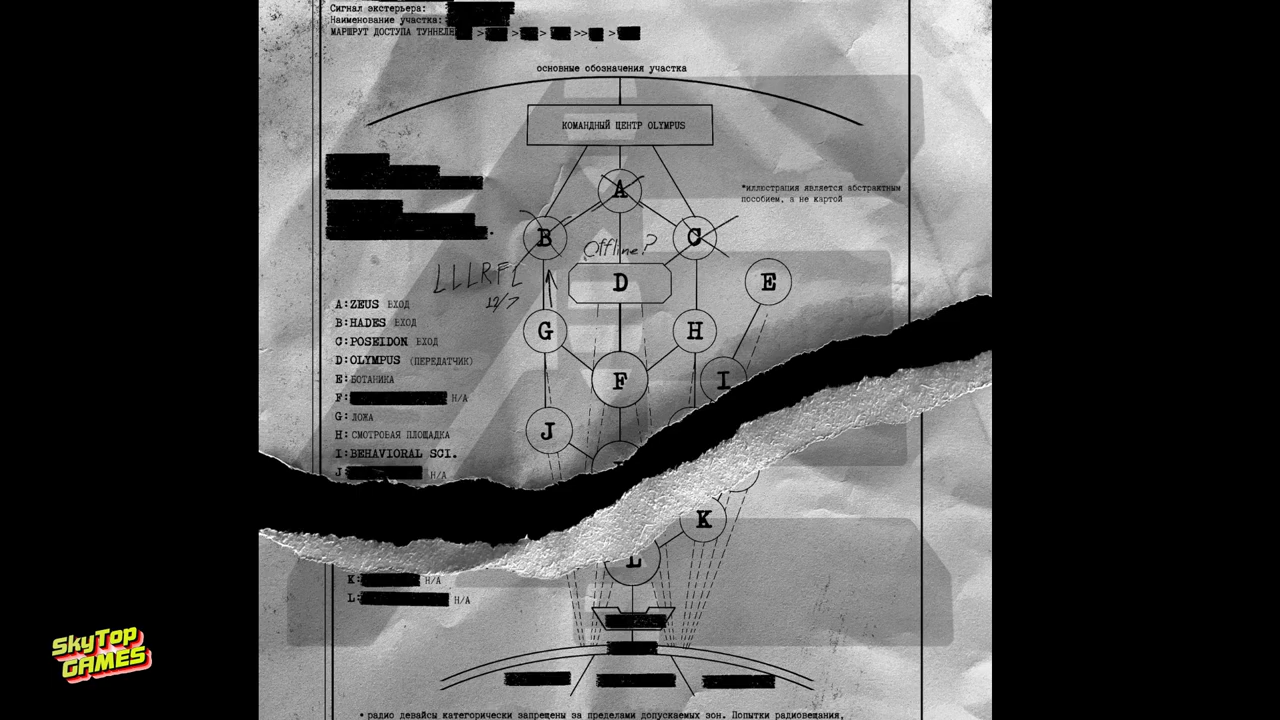 Сигнал экстерьера:
Наименование участка:
МАРШРУТ ДОСТУПА ТУННЕЛЕ > > > >> >
основные обозначения участка
КОМАНДНЫЙ ЦЕНТР OLYMPUS
A
*иллюстрация является абстрактным
пособием, а не картой
B
C
Offline?
D
E
LLLRFL
12/7
A:ZEUS ВХОД
B:HADES ВХОД
C:POSEIDON ВХОД
D:OLYMPUS (ПЕРЕДАТЧИК)
E:БОТАНИКА
F: Н/А
G:ЛОЖА
H:СМОТРОВАЯ ПЛОЩАДКА
I:BEHAVIORAL SCI.
J: Н/А
G
H
F
I
J
K
L
K: Н/А
L: Н/А
SkyTop
GAMES
• радио девайсы категорически запрещены за пределами допускаемых зон. Попытки радиовещания,